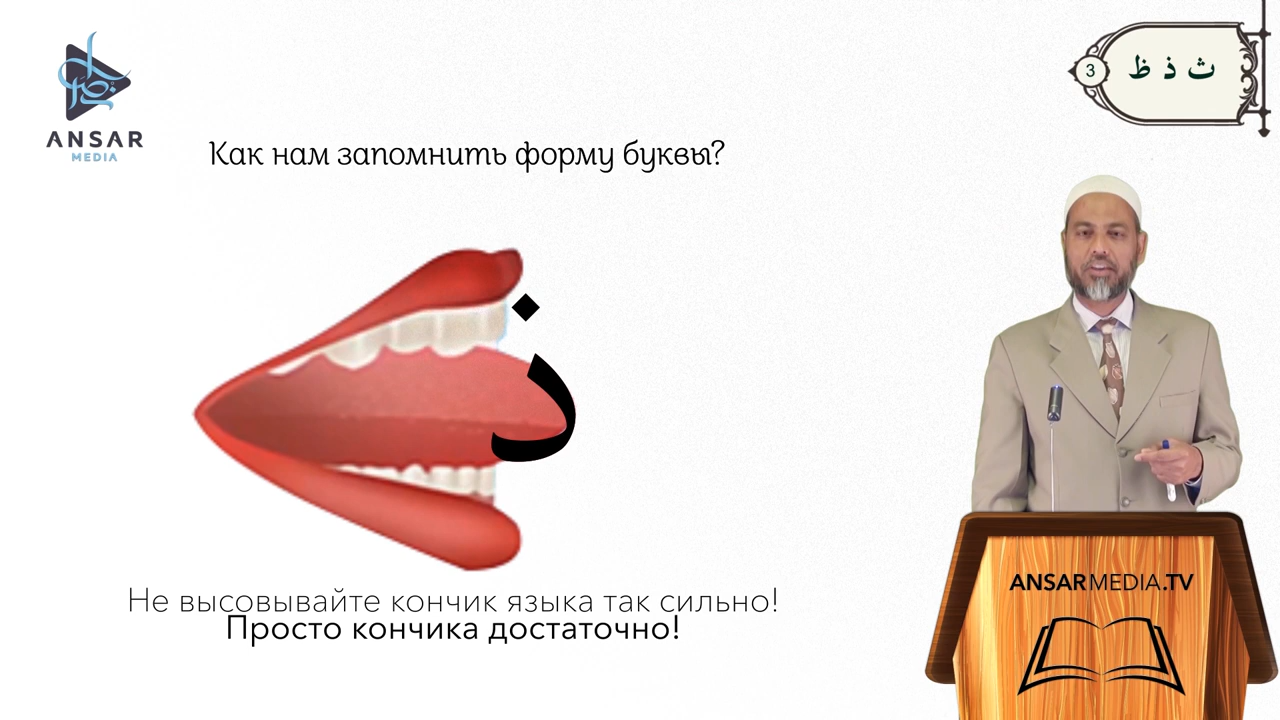 ANSAR
MEDIA
3
ث ذ ظ
Как нам запомнить форму буквы?
ذ
Не высовывайте кончик языка так сильно!
Просто кончика достаточно!
ANSARMEDIA.TV